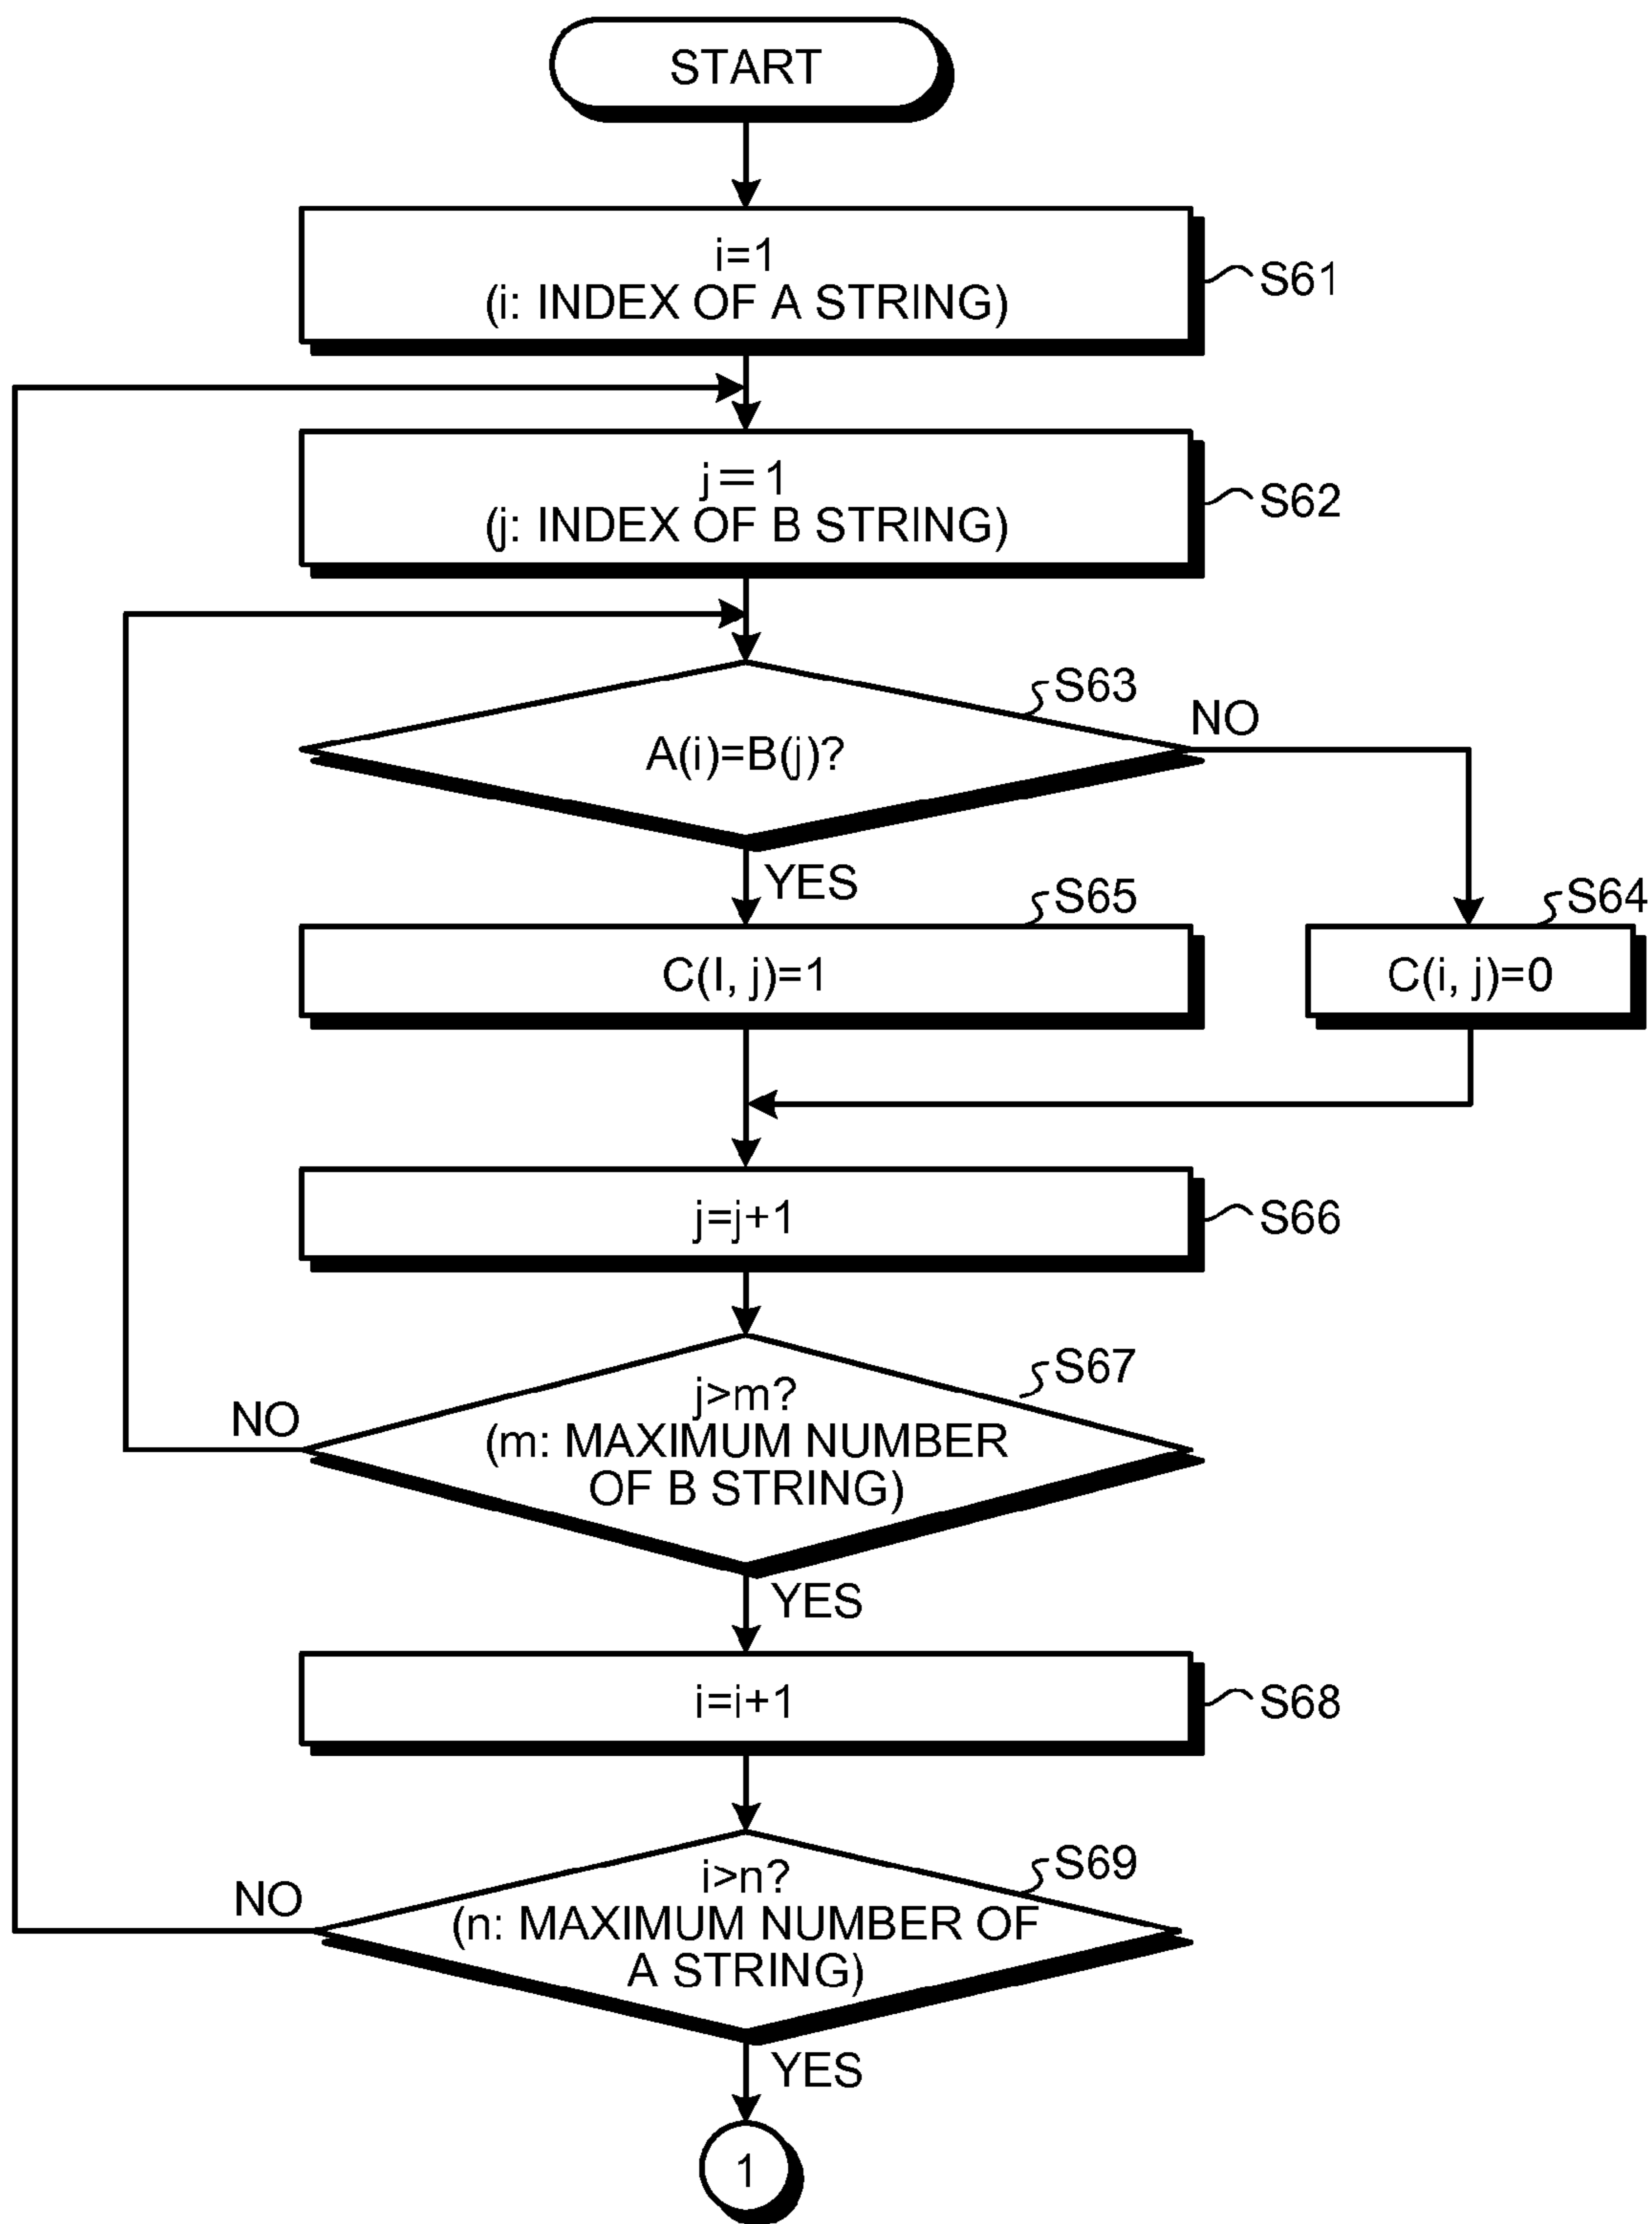 START
i=1
(i: INDEX OF A STRING)
S61
j=1
(j: INDEX OF B STRING)
S62
S63
NO
A(i)=B(j)?
YES
S65
S64
C(I, j)=1
C(i, j)=0
j=j+1
S66
S67
j>m?
NO
(m: MAXIMUM NUMBER
OF B STRING)
YES
i=i+1
S68
S69
i>n?
NO
(n: MAXIMUM NUMBER OF
A STRING)
YES
1